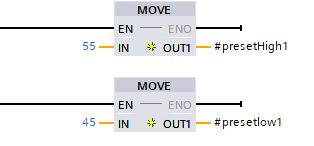 MOVE
EN ENO
55 IN OUT1 #presetHigh1
MOVE
EN ENO
45 IN OUT1 #presetlow1